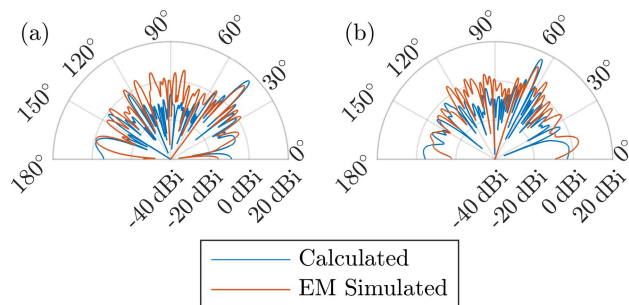 (a)
90°
60°
120°
30°
150°
0°
180°
-40 dBi
-20 dBi
0 dBi
20 dBi
(b)
90°
60°
120°
30°
150°
0°
180°
-40 dBi
-20 dBi
0 dBi
20 dBi
Calculated
EM Simulated